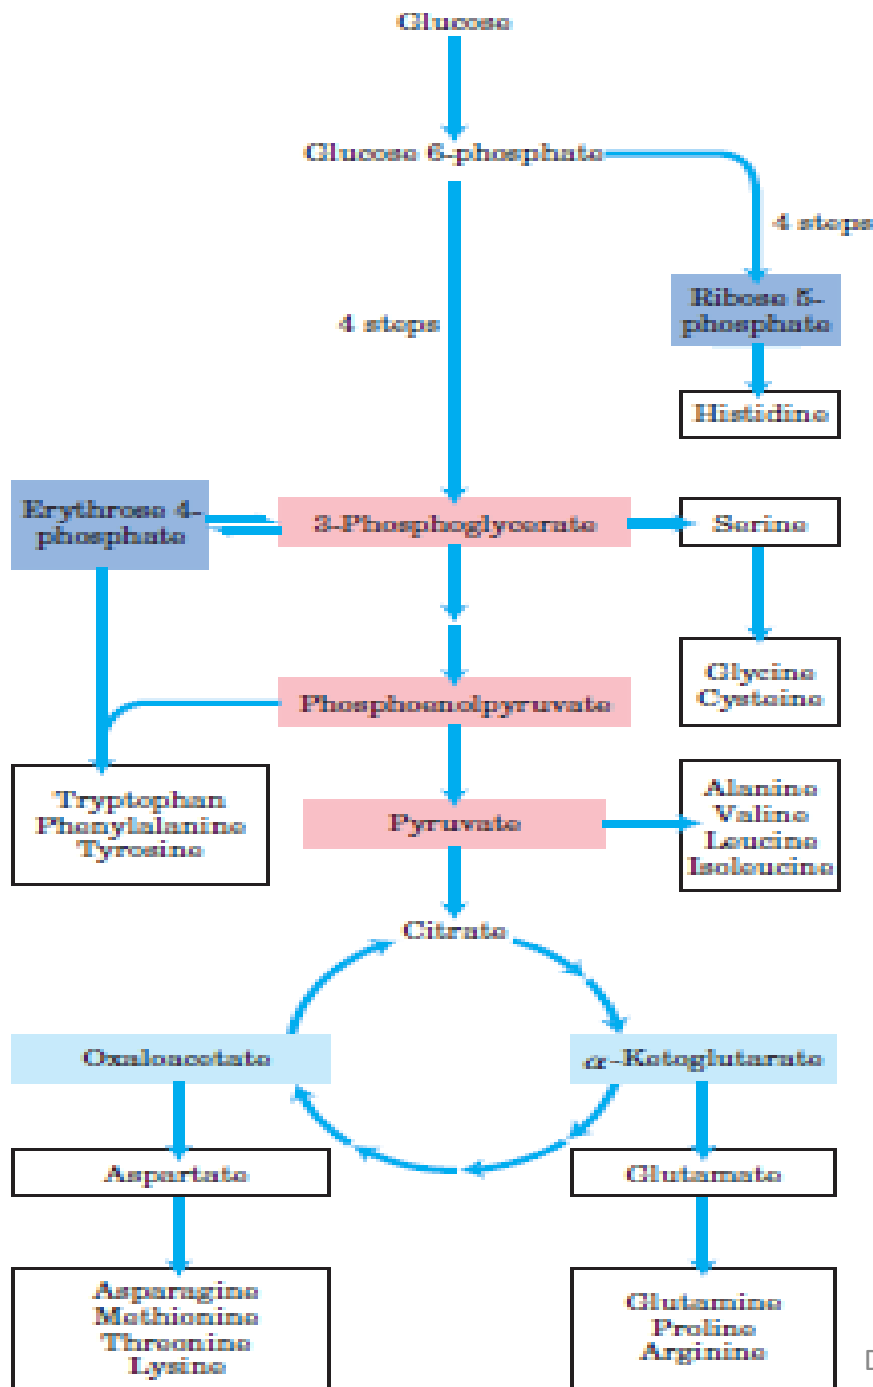 Glucose
Glucose 6-phosphate
4 steps
Ribose 5-
phosphate
4 steps
Histidine
Erythrose 4-
phosphate
3-Phosphoglycerate
Serine
Glycine
Cysteine
Phosphoenolpyruvate
Tryptophan
Phenylalanine
Tyrosine
Pyruvate
Alanine
Valine
Leucine
Isoleucine
Citrate
Oxaloacetate
α-Ketoglutarate
Aspartate
Glutamate
Asparagine
Methionine
Threonine
Lysine
Glutamine
Proline
Arginine